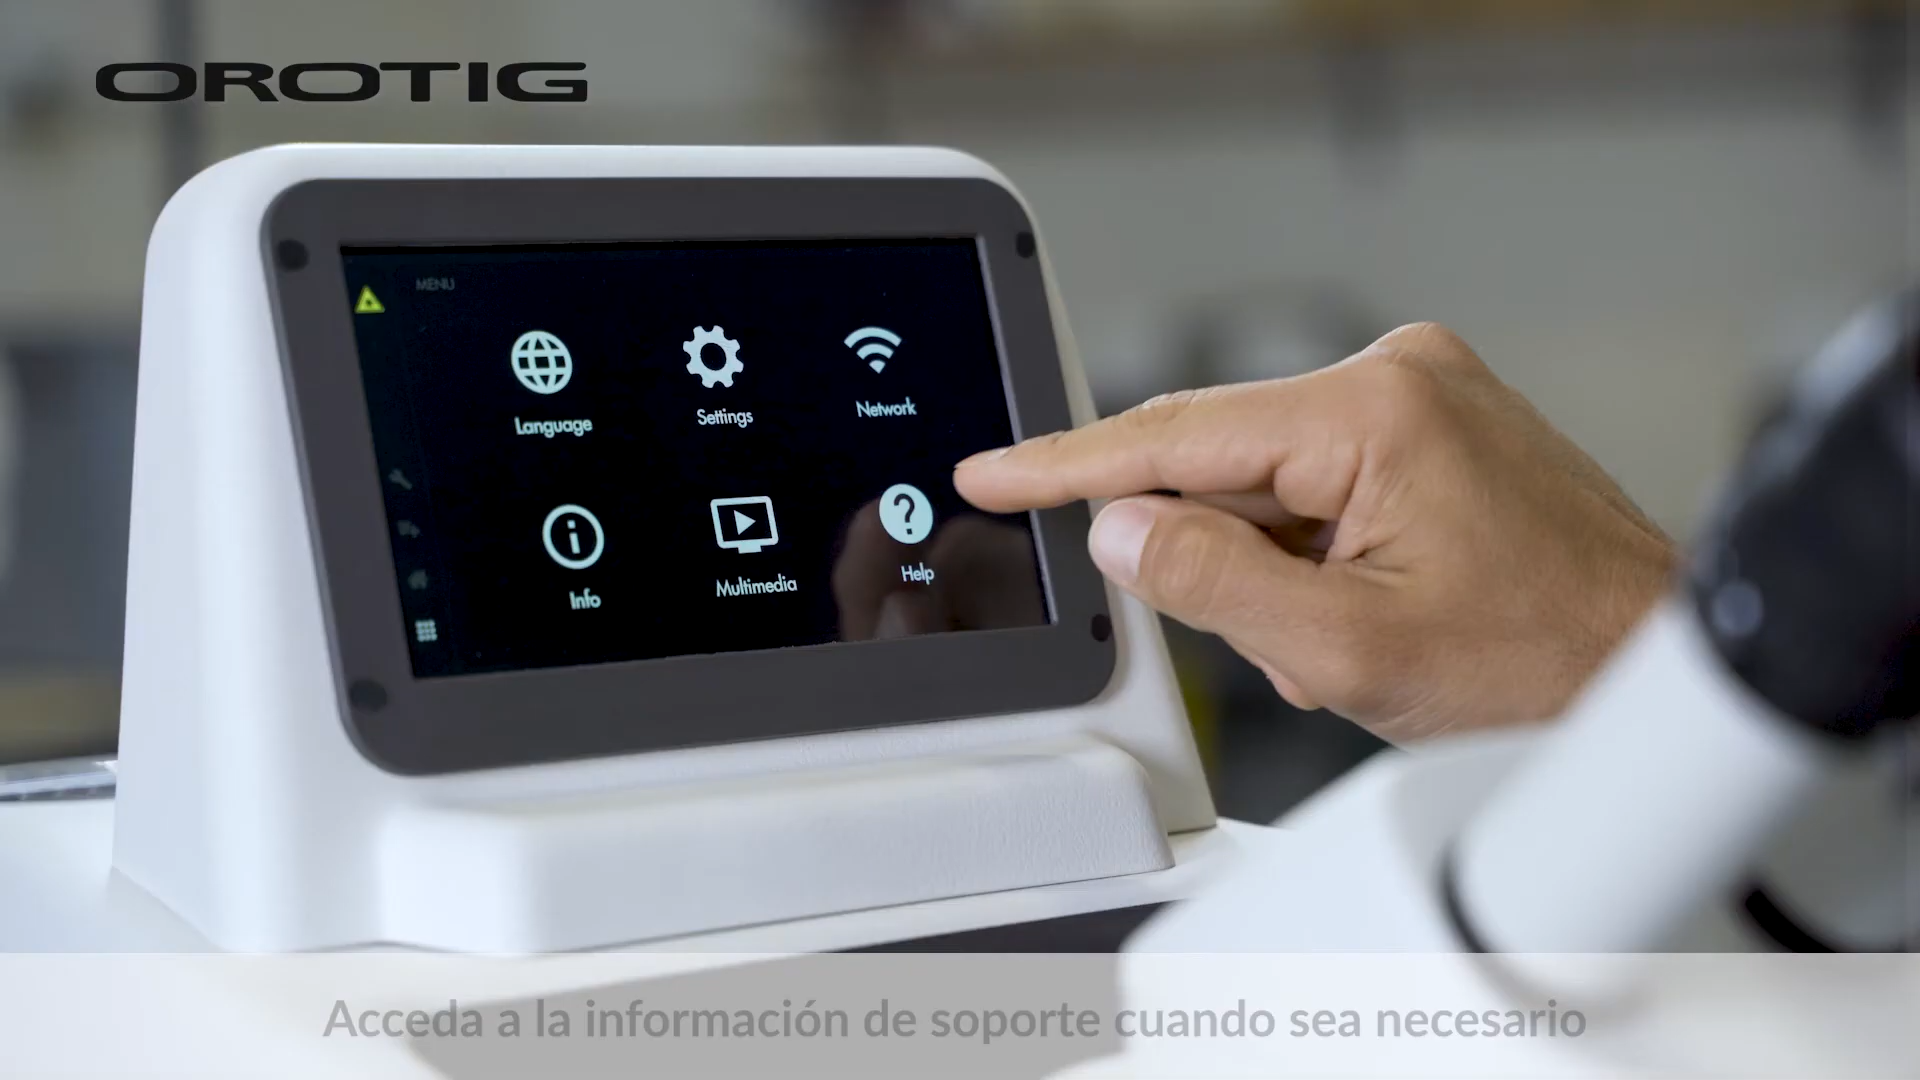 OROTIG
MENU
Language
Settings
Network
Info
Multimedia
Help
Acceda a la información de soporte cuando sea necesario